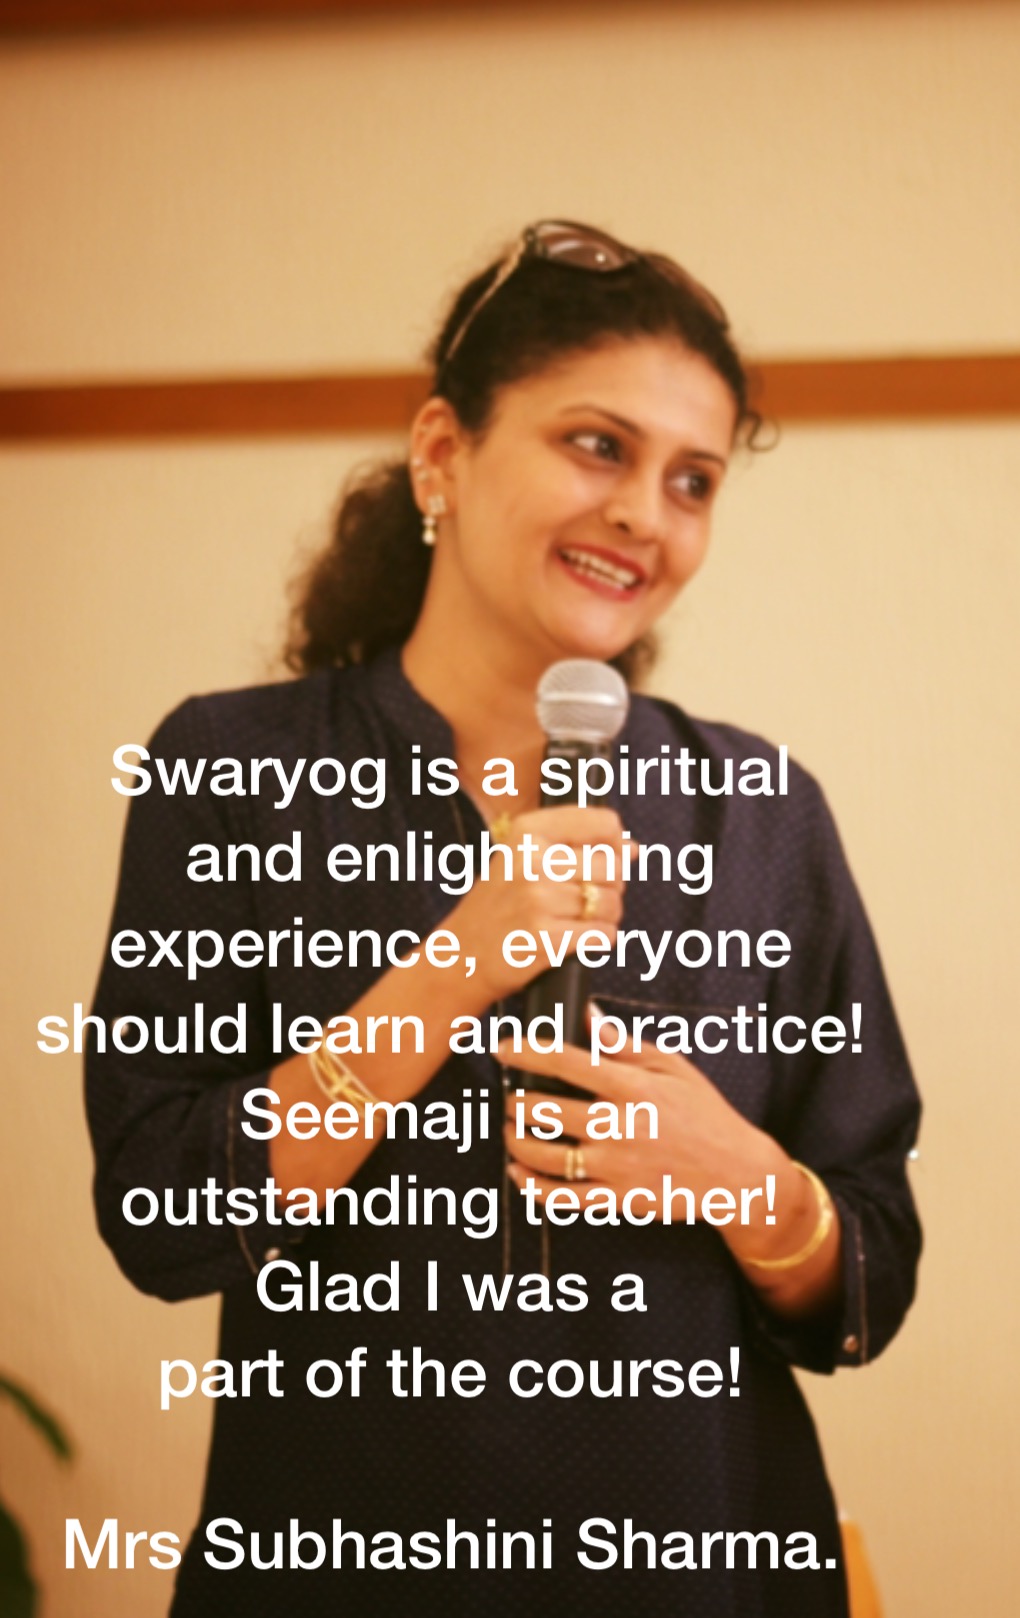 Swaryog is a spiritual
and enlightening
experience, everyone
should learn and practice!
Seemaji is an
outstanding teacher!
Glad I was a
part of the course!
Mrs Subhashini Sharma.